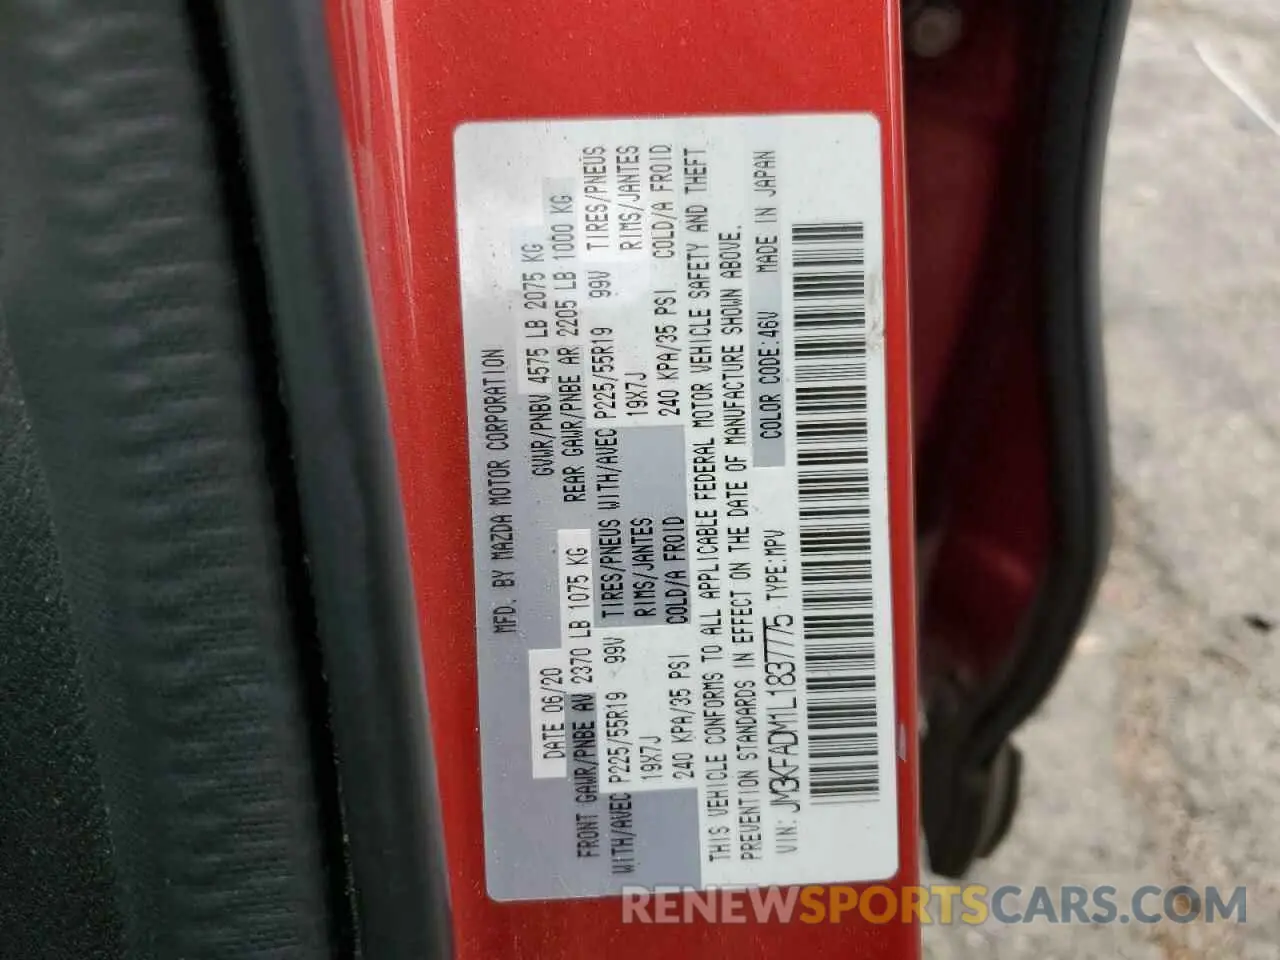 MFD. BY MAZDA MOTOR CORPORATION
DATE 06/20 GVWR/PNBV 4575 LB 2075 KG
FRONT GAWR/PNBE AV 2370 LB 1075 KG REAR GAWR/PNBE AR 2205 LB 1000 KG
WITH/AVEC P225/55R19 99V TIRES/PNEUS WITH/AVEC P225/55R19 99V TIRES/PNEUS
19X7J RIMS/JANTES 19X7J RIMS/JANTES
240 KPA/35 PSI COLD/A FROID 240 KPA/35 PSI COLD/A FROID
THIS VEHICLE CONFORMS TO ALL APPLICABLE FEDERAL MOTOR VEHICLE SAFETY AND THEFT
PREVENTION STANDARDS IN EFFECT ON THE DATE OF MANUFACTURE SHOWN ABOVE.
VIN: JM3KFADM1L1837775 TYPE:MPV COLOR CODE:46V MADE IN JAPAN
RENEWSPORTSCARS.COM